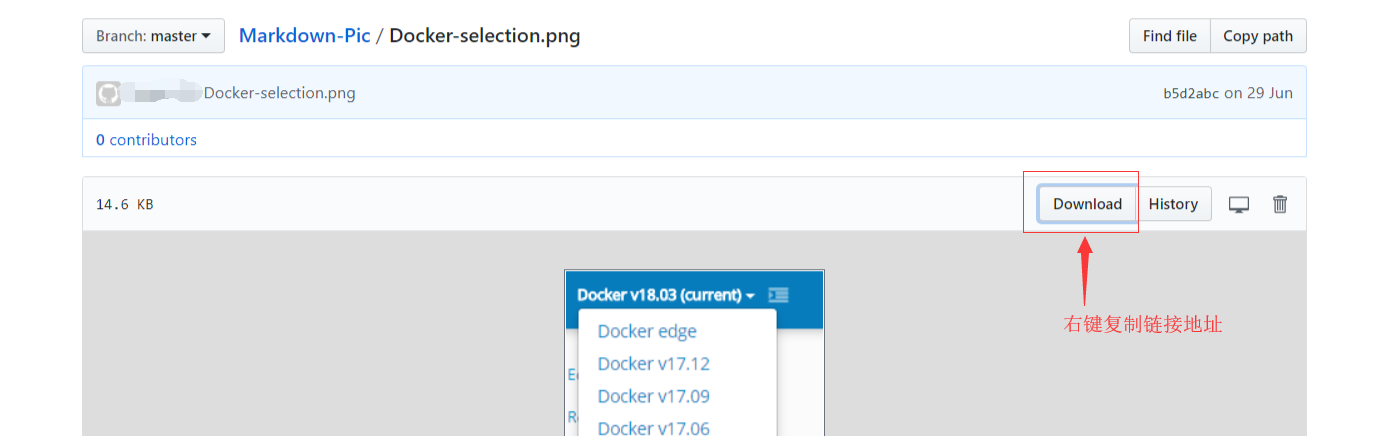 Branch: master
Markdown-Pic / Docker-selection.png
Find file
Copy path
Docker-selection.png
b5d2abc on 29 Jun
0 contributors
14.6 KB
Download
History
右键复制链接地址
Docker v18.03 (current)
Docker edge
Docker v17.12
Docker v17.09
Docker v17.06